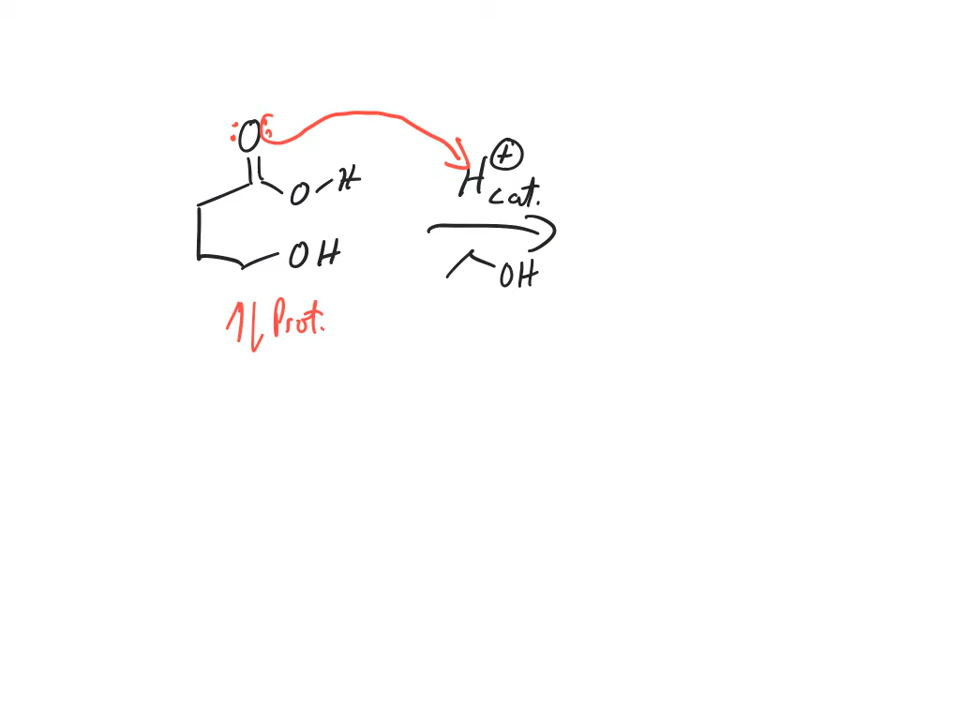 O
H ⊕
O - H
cat.
OH
OH
↿⇂ Prot.